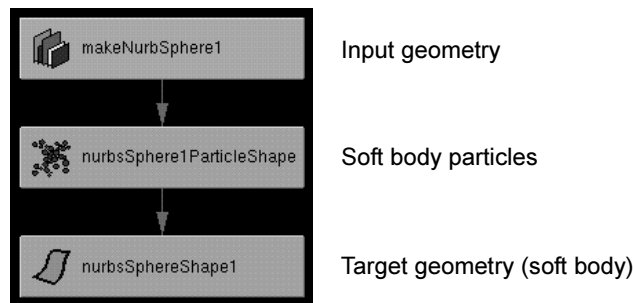 makeNurbSphere1 Input geometry
nurbsSphere1ParticleShape Soft body particles
nurbsSphereShape1 Target geometry (soft body)